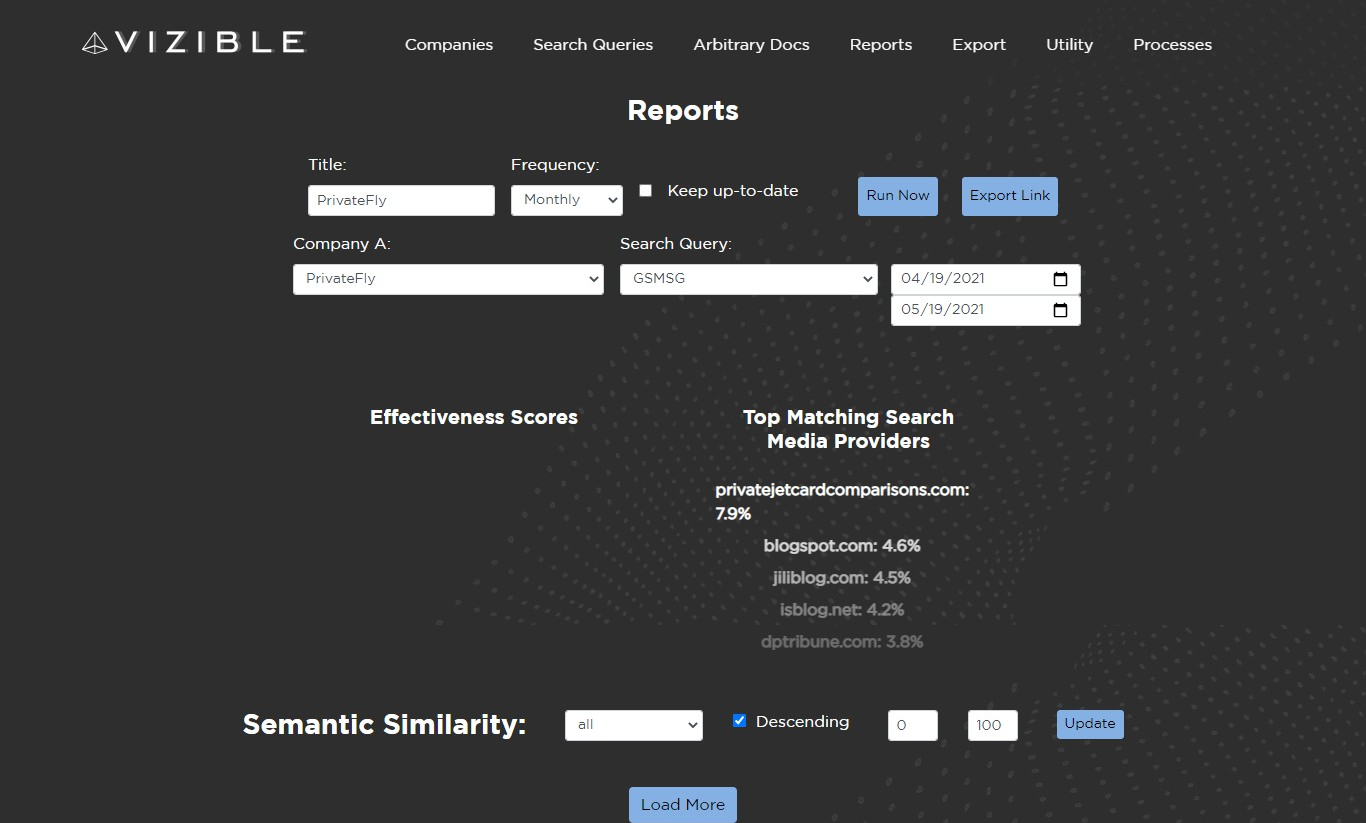 VIZIBLE
Companies Search Queries Arbitrary Docs Reports Export Utility Processes
Reports
Title: Frequency:
PrivateFly Monthly Keep up-to-date Run Now Export Link
Company A: Search Query:
PrivateFly GSMSG 04/19/2021
05/19/2021
Effectiveness Scores Top Matching Search
Media Providers
privatejetcardcomparisons.com:
7.9%
blogspot.com: 4.6%
jiliblog.com: 4.5%
isblog.net: 4.2%
dptribune.com: 3.8%
Semantic Similarity: all Descending 0 100 Update
Load More